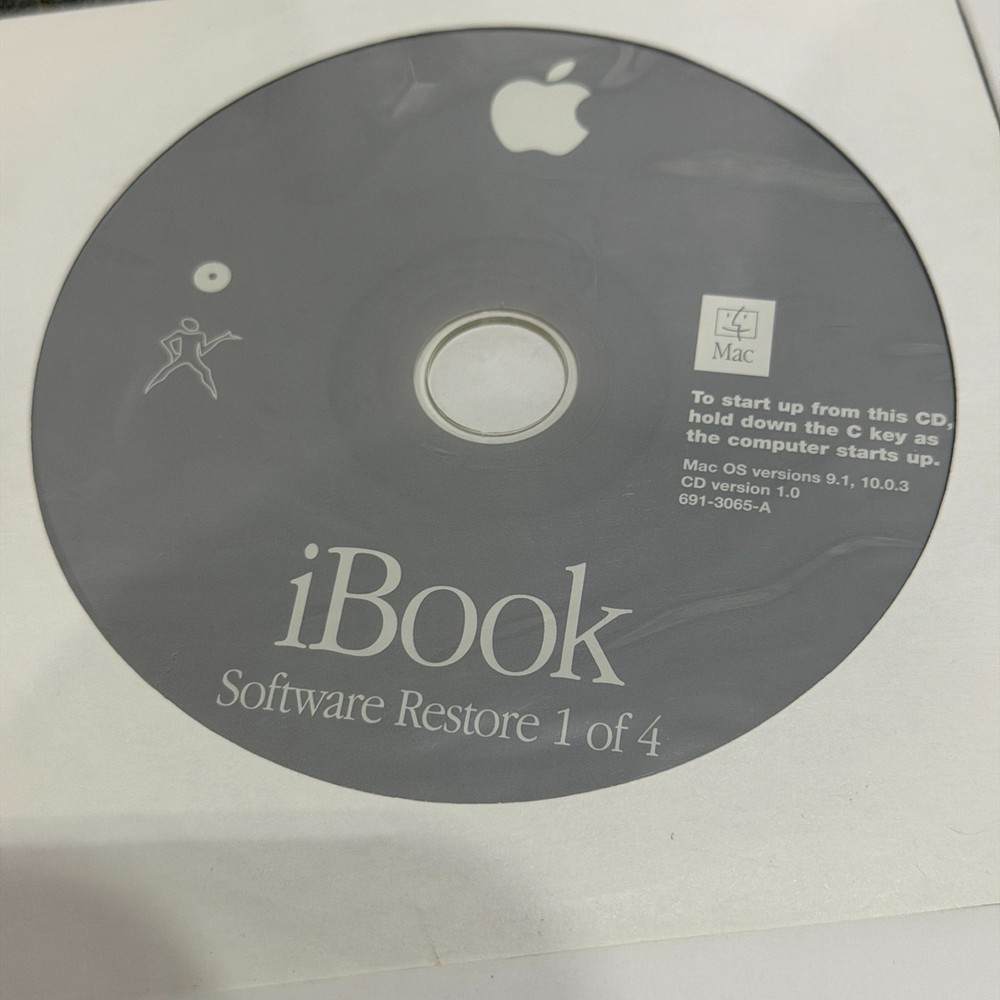 Mac
To start up from this CD,
hold down the C key as
the computer starts up.
Mac OS versions 9.1, 10.0.3
CD version 1.0
691-3065-A
iBook
Software Restore 1 of 4